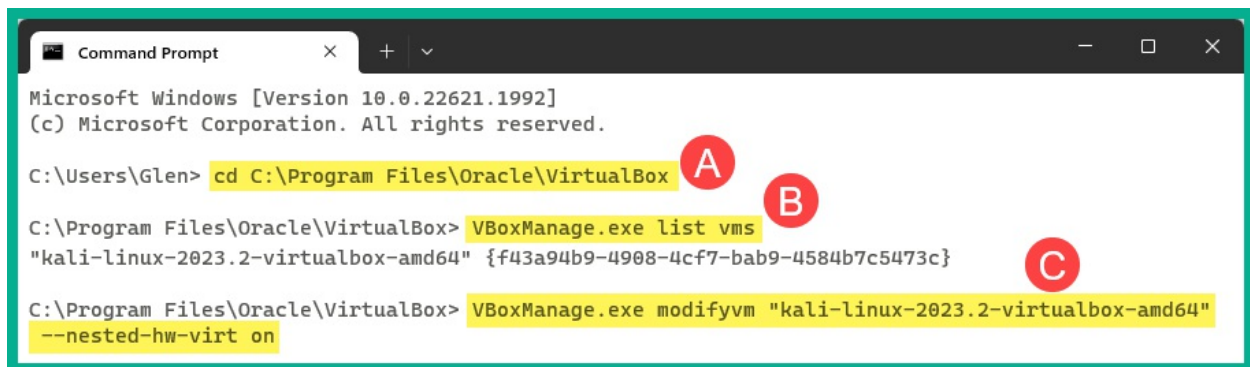 Command Prompt
Microsoft Windows [Version 10.0.22621.1992]
(c) Microsoft Corporation. All rights reserved.
C:\Users\Glen> cd C:\Program Files\Oracle\VirtualBox
A
B
C:\Program Files\Oracle\VirtualBox> VBoxManage.exe list vms
"kali-linux-2023.2-virtualbox-amd64" {f43a94b9-4908-4cf7-bab9-4584b7c5473c}
C
C:\Program Files\Oracle\VirtualBox> VBoxManage.exe modifyvm "kali-linux-2023.2-virtualbox-amd64"
--nested-hw-virt on